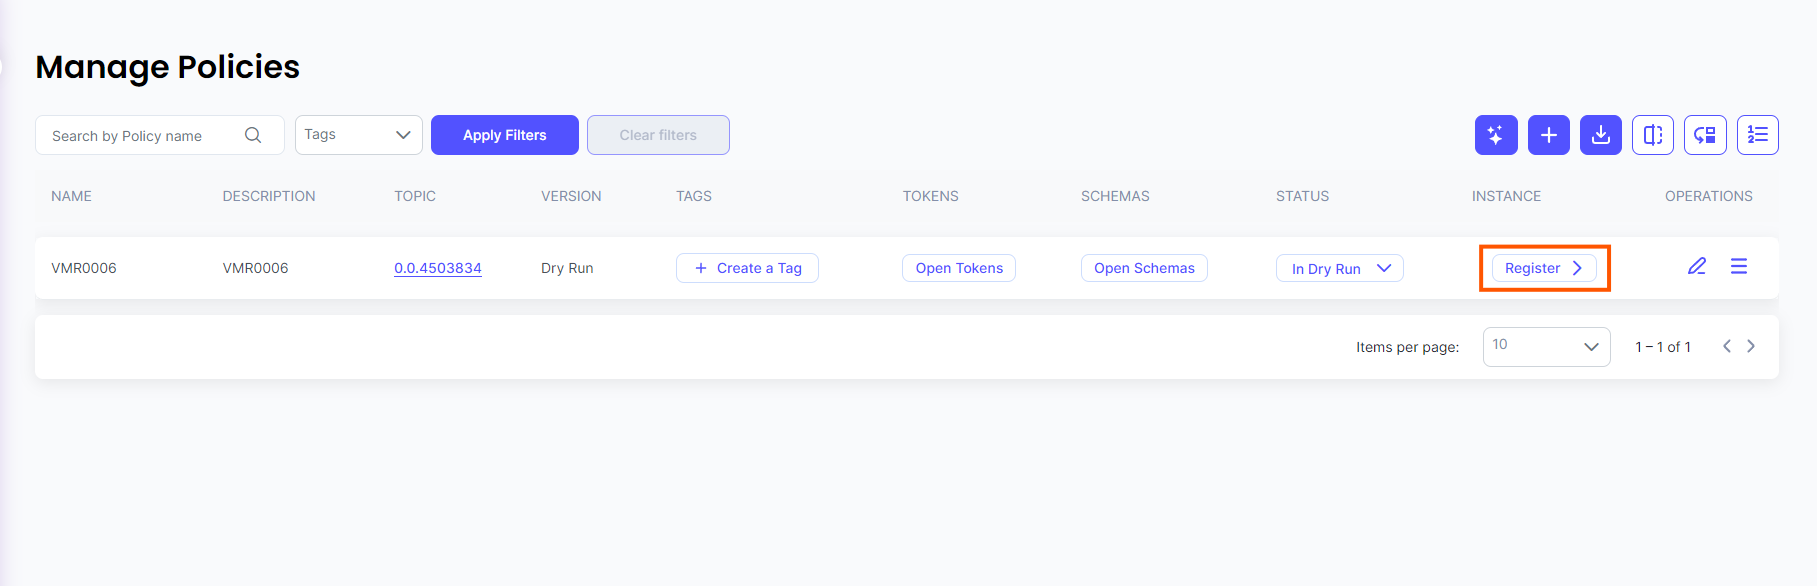 Manage Policies
Search by Policy name Tags Apply Filters Clear filters
NAME DESCRIPTION TOPIC VERSION TAGS TOKENS SCHEMAS STATUS INSTANCE OPERATIONS
VMR0006 VMR0006 0.0.4503834 Dry Run + Create a Tag Open Tokens Open Schemas In Dry Run Register
Items per page: 10 1 – 1 of 1